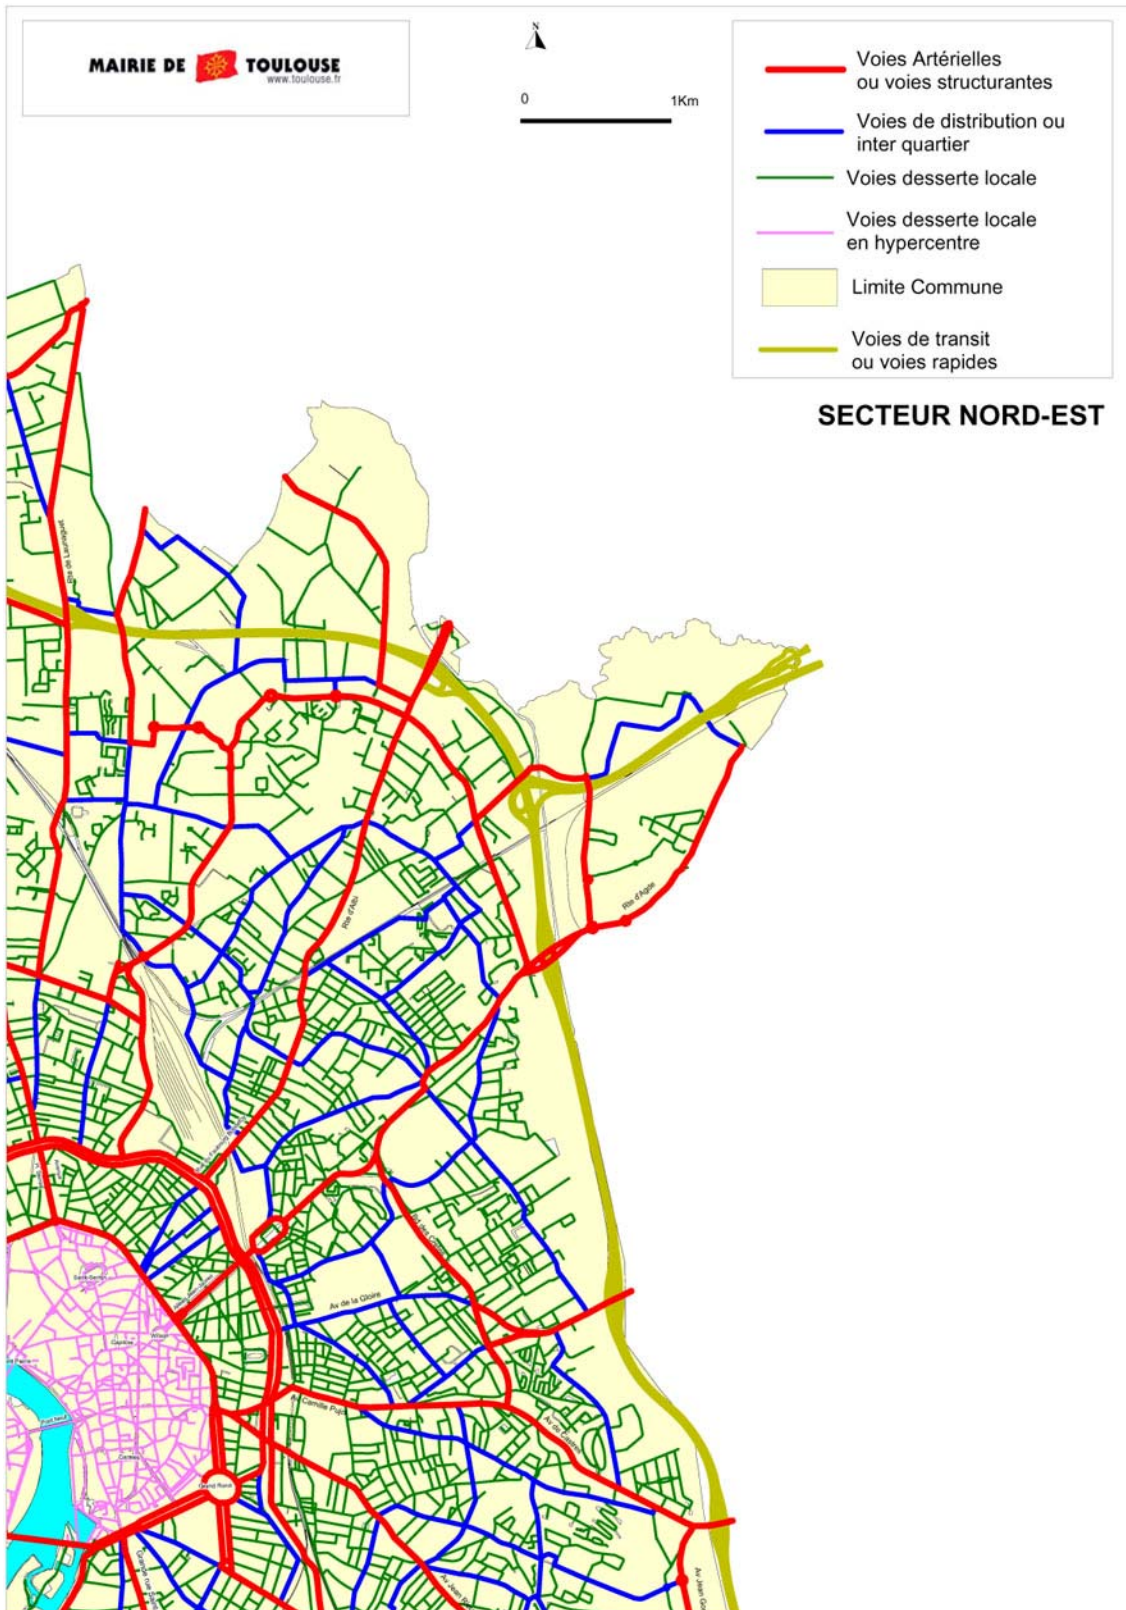 MAIRIE DE TOULOUSE
www.toulouse.fr
N
0 1Km
Voies Artérielles
ou voies structurantes
Voies de distribution ou
inter quartier
Voies desserte locale
Voies desserte locale
en hypercentre
Limite Commune
Voies de transit
ou voies rapides
SECTEUR NORD-EST
Rte de Launaguet
Rte d'Albi
Rte d'Agde
Av de la Gloire
Av Camille Pujol
Av de Castres
Capitole
Wilson
Pont Neuf
Carmes
Grand Rond